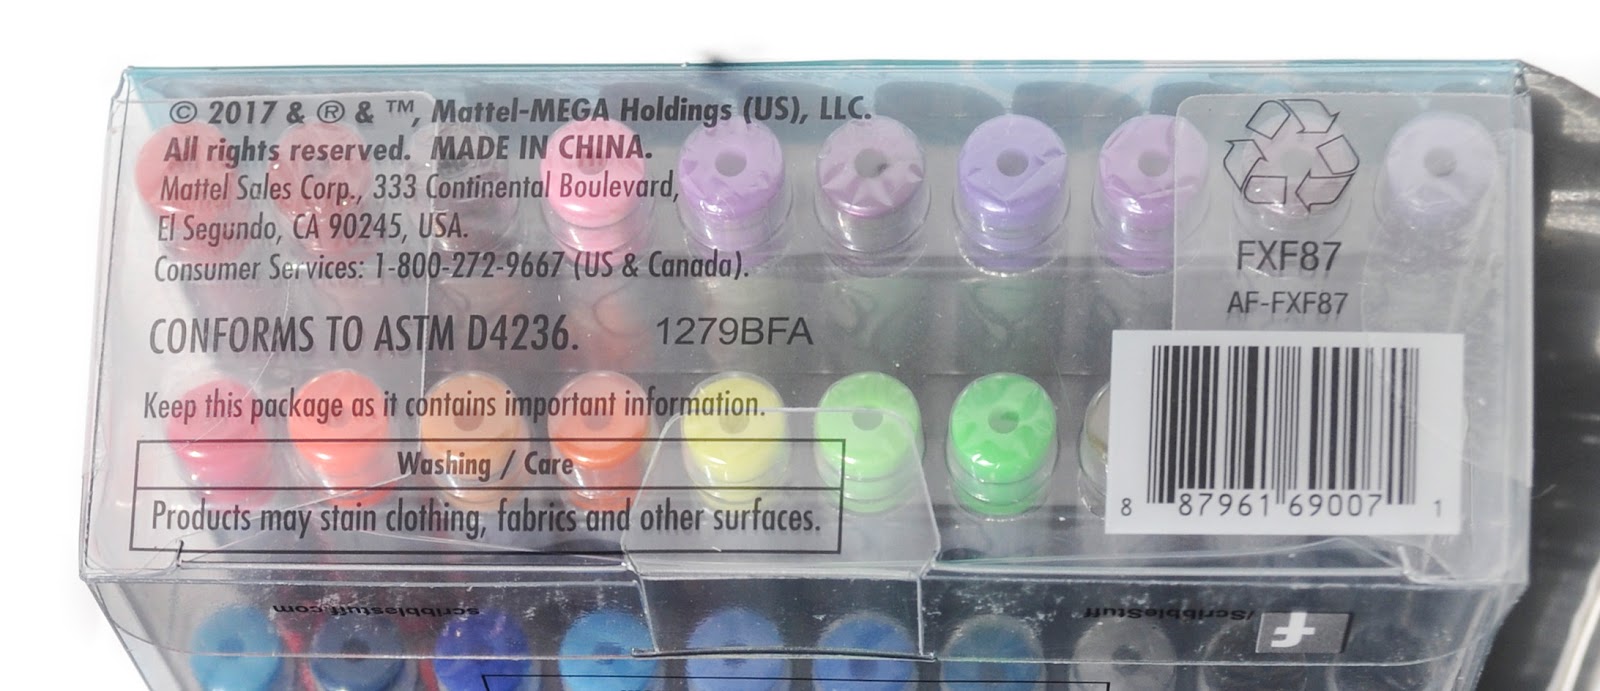 © 2017 & ® & ™, Mattel-MEGA Holdings (US), LLC.
All rights reserved. MADE IN CHINA.
Mattel Sales Corp., 333 Continental Boulevard,
El Segundo, CA 90245, USA.
Consumer Services: 1-800-272-9667 (US & Canada).
CONFORMS TO ASTM D4236. 1279BFA
Keep this package as it contains important information.
Washing / Care
Products may stain clothing, fabrics and other surfaces.
FXF87
AF-FXF87
8 87961 69007 1
scribblestuff.com
/ScribbleStuff
f